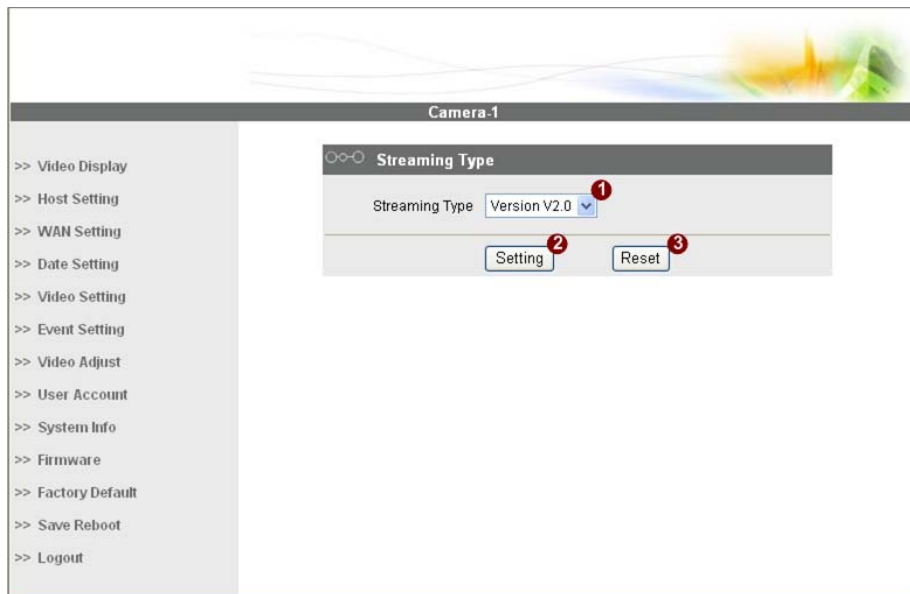 Camera-1
>> Video Display
>> Host Setting
>> WAN Setting
>> Date Setting
>> Video Setting
>> Event Setting
>> Video Adjust
>> User Account
>> System Info
>> Firmware
>> Factory Default
>> Save Reboot
>> Logout
Streaming Type
Streaming Type Version V2.0 1
Setting 2 Reset 3